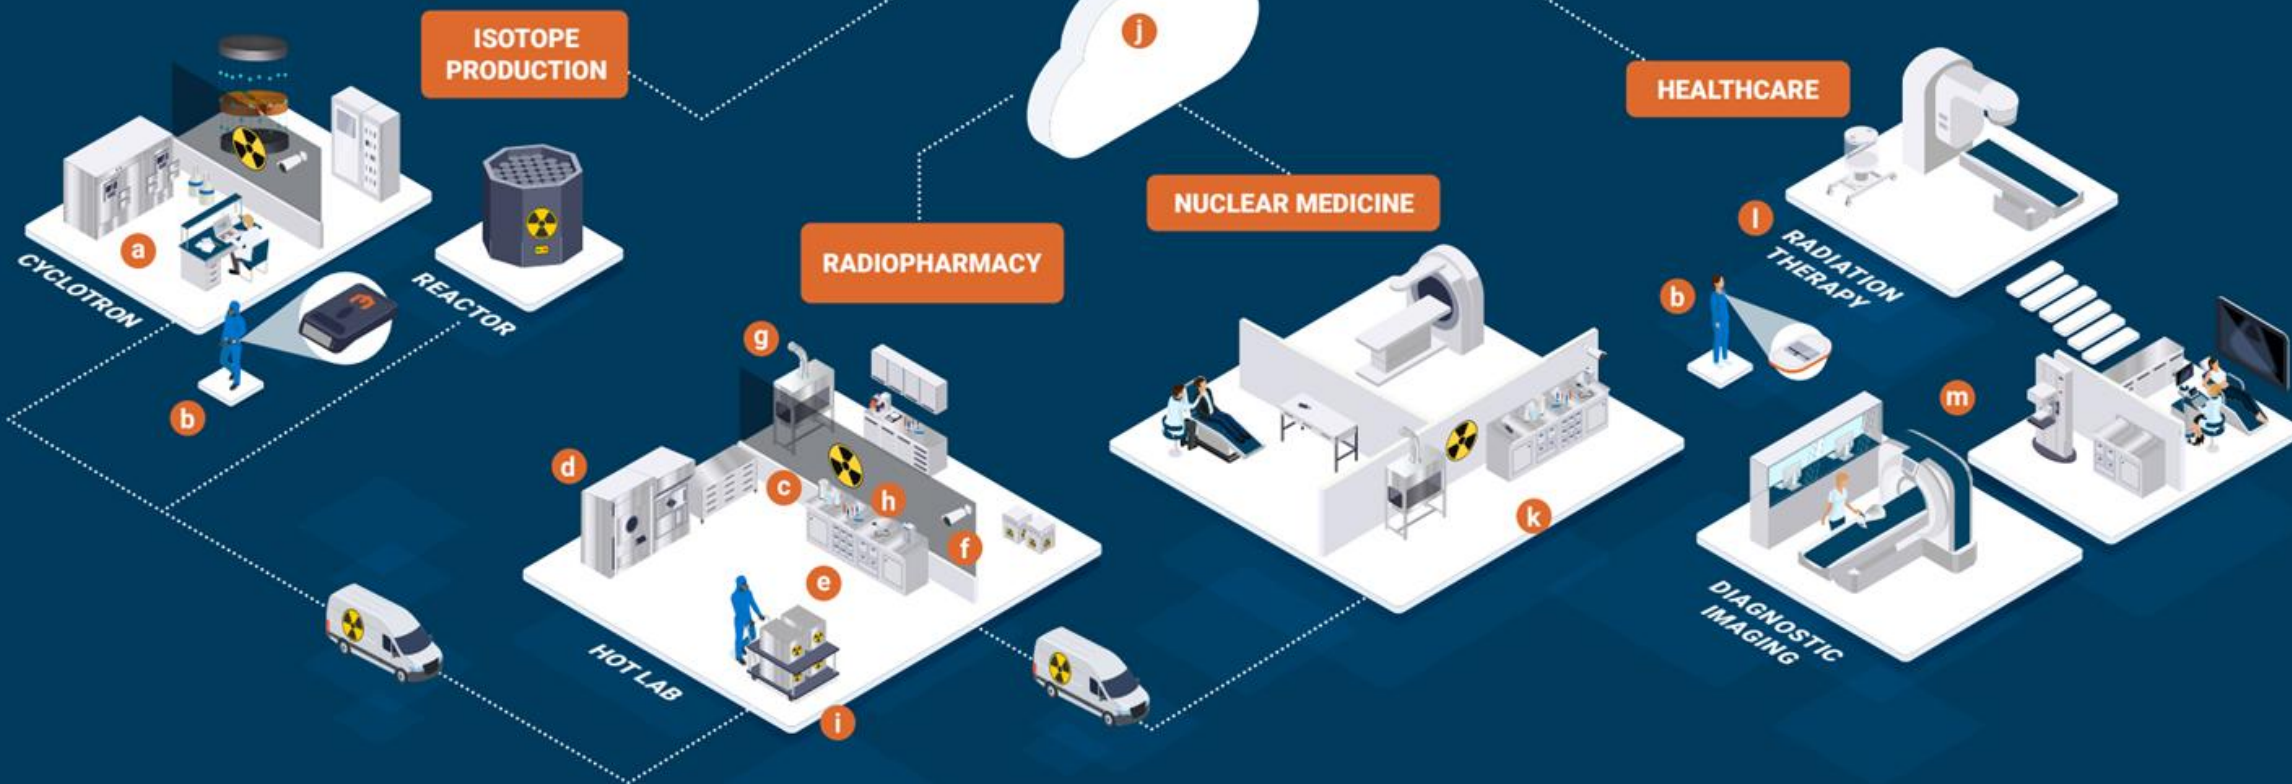 ISOTOPE
PRODUCTION
j
HEALTHCARE
NUCLEAR MEDICINE
RADIOPHARMACY
a
CYCLOTRON
REACTOR
b
l
RADIATION
THERAPY
b
g
d
c
h
f
e
HOT LAB
i
k
m
DIAGNOSTIC
IMAGING